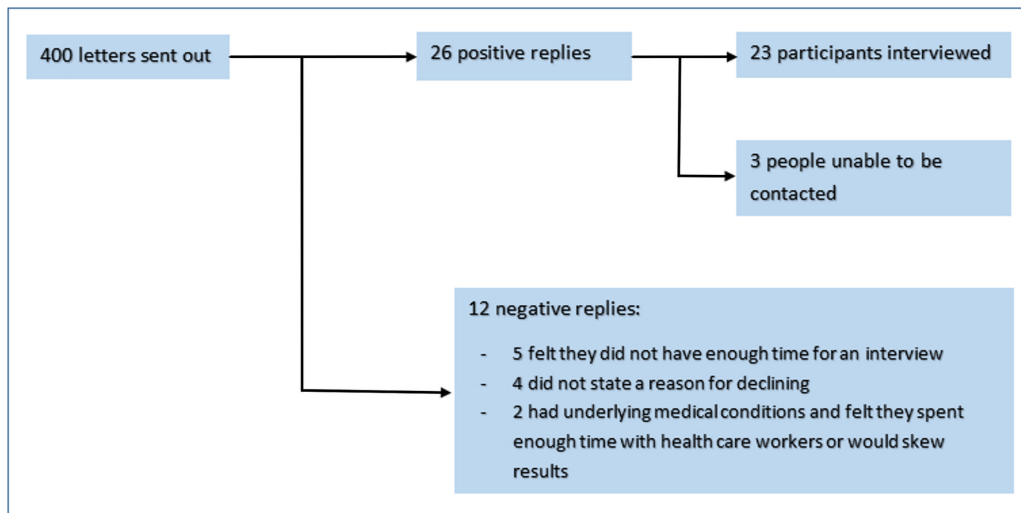 400 letters sent out
26 positive replies
23 participants interviewed
3 people unable to be
contacted
12 negative replies:
- 5 felt they did not have enough time for an interview
- 4 did not state a reason for declining
- 2 had underlying medical conditions and felt they spent
enough time with health care workers or would skew
results